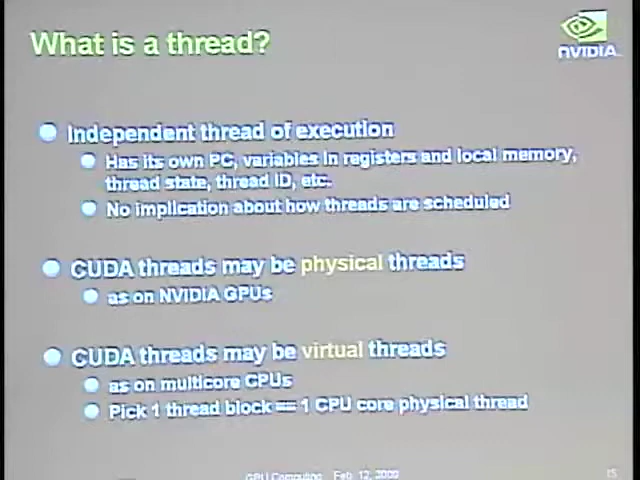 What is a thread?
NVIDIA.
Independent thread of execution
Has its own PC, variables in registers and local memory,
thread state, thread ID, etc.
No implication about how threads are scheduled
CUDA threads may be physical threads
as on NVIDIA GPUs
CUDA threads may be virtual threads
as on multicore CPUs
Pick 1 thread block == 1 CPU core physical thread
GPU Computing Feb. 12,
15